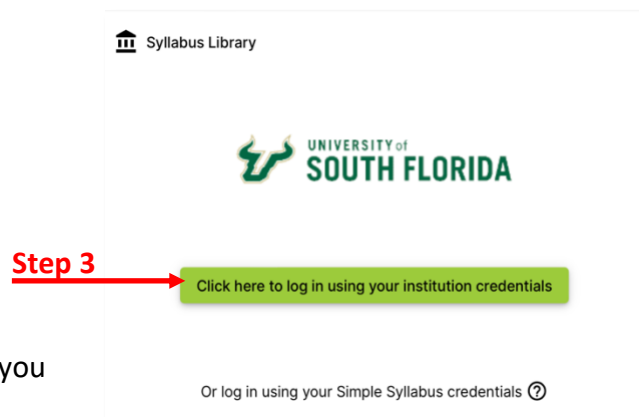 Syllabus Library
UNIVERSITY of
SOUTH FLORIDA
Step 3
Click here to log in using your institution credentials
you
Or log in using your Simple Syllabus credentials ?